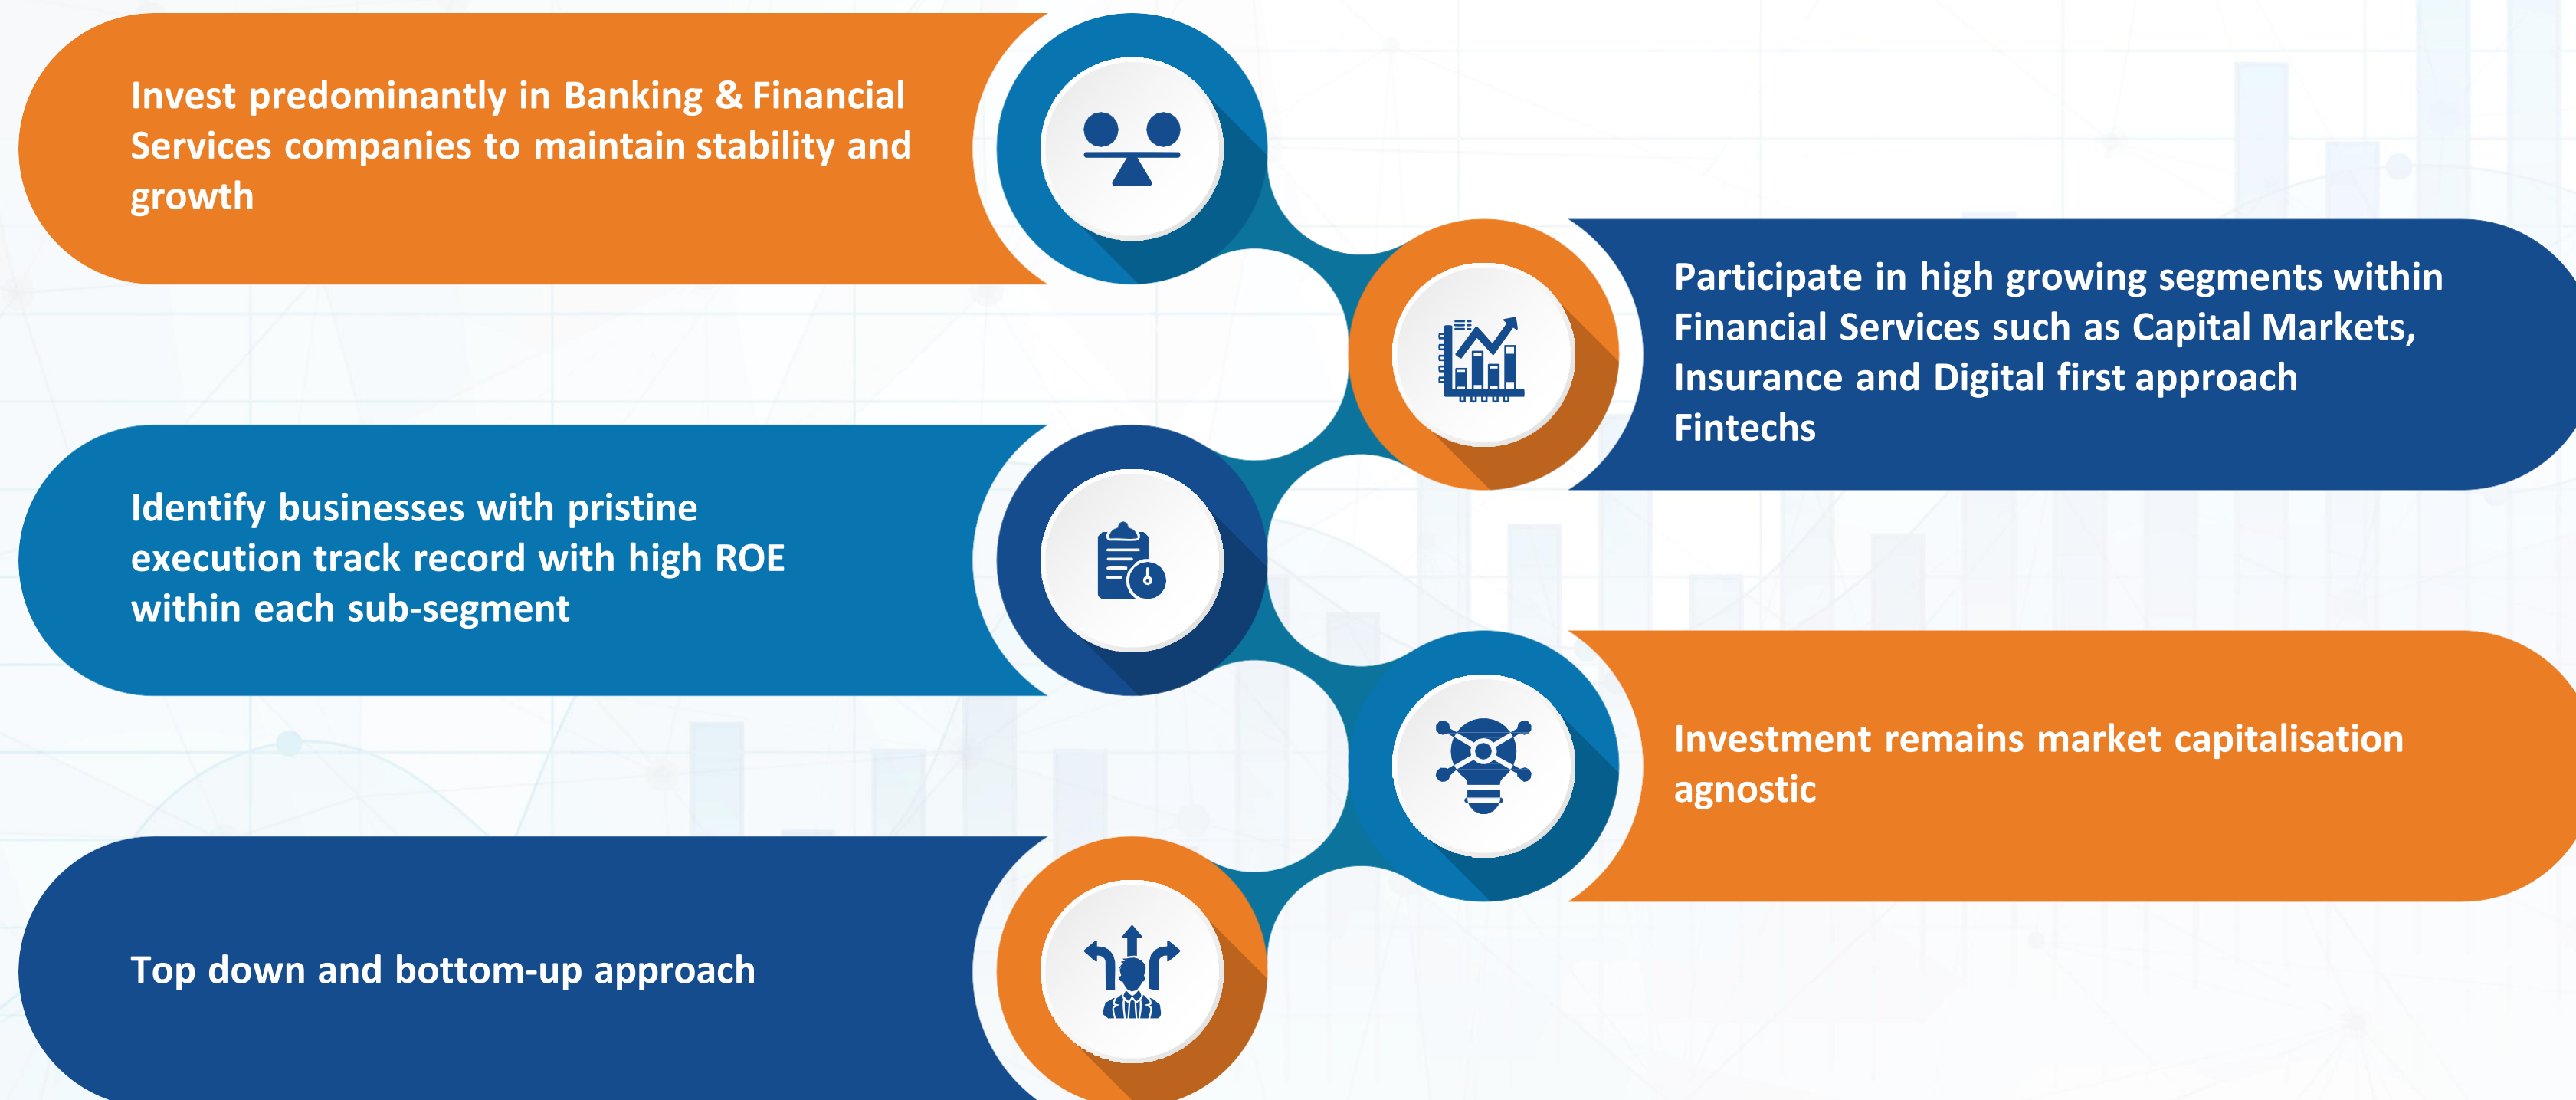 Invest predominantly in Banking & Financial
Services companies to maintain stability and
growth
Participate in high growing segments within
Financial Services such as Capital Markets,
Insurance and Digital first approach
Fintechs
Identify businesses with pristine
execution track record with high ROE
within each sub-segment
Investment remains market capitalisation
agnostic
Top down and bottom-up approach